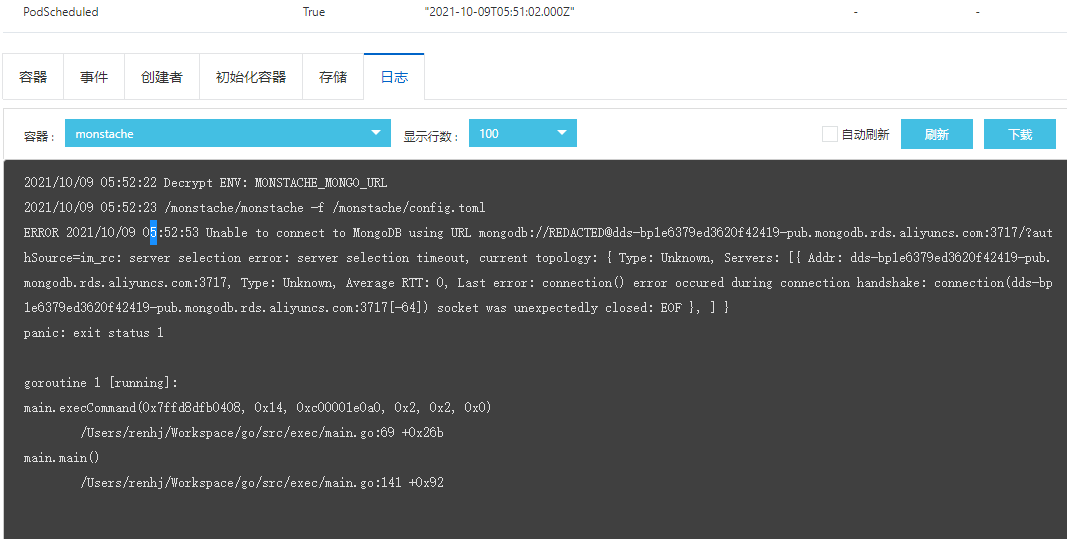 PodScheduled True "2021-10-09T05:51:02.000Z" - -
容器 事件 创建者 初始化容器 存储 日志
容器： monstache 显示行数： 100 自动刷新 刷新 下载
2021/10/09 05:52:22 Decrypt ENV: MONSTACHE_MONGO_URL
2021/10/09 05:52:23 /monstache/monstache -f /monstache/config.toml
ERROR 2021/10/09 05:52:53 Unable to connect to MongoDB using URL mongodb://REDACTED@dds-bp1e6379ed3620f42419-pub.mongodb.rds.aliyuncs.com:3717/?aut
hSource=im_rc: server selection error: server selection timeout, current topology: { Type: Unknown, Servers: [{ Addr: dds-bp1e6379ed3620f42419-pub.
mongodb.rds.aliyuncs.com:3717, Type: Unknown, Average RTT: 0, Last error: connection() error occured during connection handshake: connection(dds-bp
1e6379ed3620f42419-pub.mongodb.rds.aliyuncs.com:3717[-64]) socket was unexpectedly closed: EOF }, ] }
panic: exit status 1
goroutine 1 [running]:
main.execCommand(0x7ffd8dfb0408, 0x14, 0xc00001e0a0, 0x2, 0x2, 0x0)
/Users/renhj/Workspace/go/src/exec/main.go:69 +0x26b
main.main()
/Users/renhj/Workspace/go/src/exec/main.go:141 +0x92